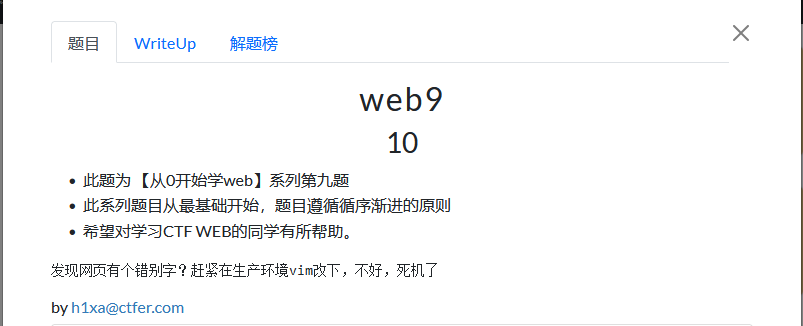 题目 WriteUp 解题榜
web9
10
此题为 【从0开始学web】系列第九题
此系列题目从最基础开始，题目遵循循序渐进的原则
希望对学习CTF WEB的同学有所帮助。
发现网页有个错别字？赶紧在生产环境vim改下，不好，死机了
by h1xa@ctfer.com